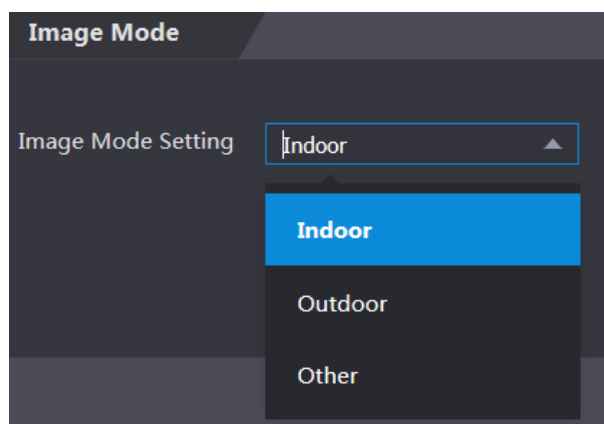 Image Mode
Image Mode Setting Indoor
Indoor
Outdoor
Other